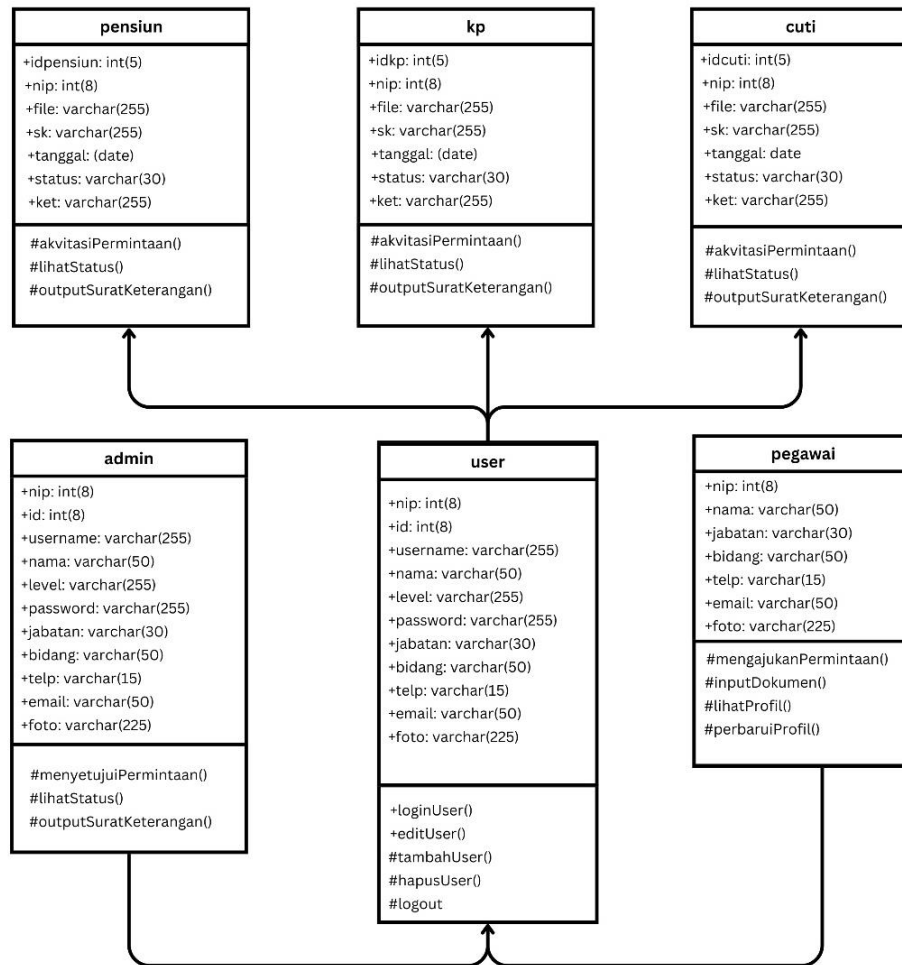 pensiun
+idpensiun: int(5)
+nip: int(8)
+file: varchar(255)
+sk: varchar(255)
+tanggal: (date)
+status: varchar(30)
+ket: varchar(255)
#akvitasiPermintaan()
#lihatStatus()
#outputSuratKeterangan()
kp
+idkp: int(5)
+nip: int(8)
+file: varchar(255)
+sk: varchar(255)
+tanggal: (date)
+status: varchar(30)
+ket: varchar(255)
#akvitasiPermintaan()
#lihatStatus()
#outputSuratKeterangan()
cuti
+idcuti: int(5)
+nip: int(8)
+file: varchar(255)
+sk: varchar(255)
+tanggal: date
+status: varchar(30)
+ket: varchar(255)
#akvitasiPermintaan()
#lihatStatus()
#outputSuratKeterangan()
admin
+nip: int(8)
+id: int(8)
+username: varchar(255)
+nama: varchar(50)
+level: varchar(255)
+password: varchar(255)
+jabatan: varchar(30)
+bidang: varchar(50)
+telp: varchar(15)
+email: varchar(50)
+foto: varchar(225)
#menyetujuiPermintaan()
#lihatStatus()
#outputSuratKeterangan()
user
+nip: int(8)
+id: int(8)
+username: varchar(255)
+nama: varchar(50)
+level: varchar(255)
+password: varchar(255)
+jabatan: varchar(30)
+bidang: varchar(50)
+telp: varchar(15)
+email: varchar(50)
+foto: varchar(225)
+loginUser()
+editUser()
#tambahUser()
#hapusUser()
#logout
pegawai
+nip: int(8)
+nama: varchar(50)
+jabatan: varchar(30)
+bidang: varchar(50)
+telp: varchar(15)
+email: varchar(50)
+foto: varchar(225)
#mengajukanPermintaan()
#inputDokumen()
#lihatProfil()
#perbaruiProfil()